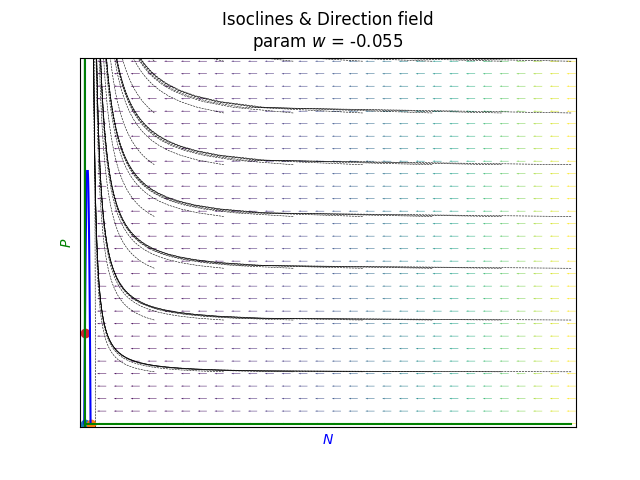 Isoclines & Direction field
param w = -0.055
P
N